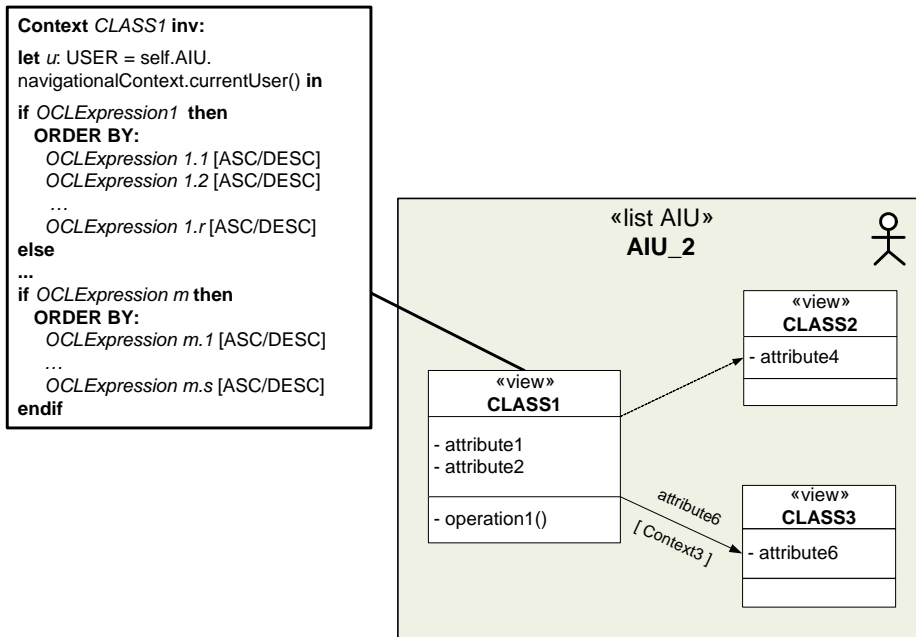 Context CLASS1 inv:
let u: USER = self.AIU.
navigationalContext.currentUser() in
if OCLExpression1 then
ORDER BY:
OCLExpression 1.1 [ASC/DESC]
OCLExpression 1.2 [ASC/DESC]
…
OCLExpression 1.r [ASC/DESC]
else
...
if OCLExpression m then
ORDER BY:
OCLExpression m.1 [ASC/DESC]
…
OCLExpression m.s [ASC/DESC]
endif
«list AIU»
AIU_2
«view»
CLASS2
- attribute4
«view»
CLASS1
- attribute1
- attribute2
- operation1()
attribute6
[ Context3 ]
«view»
CLASS3
- attribute6